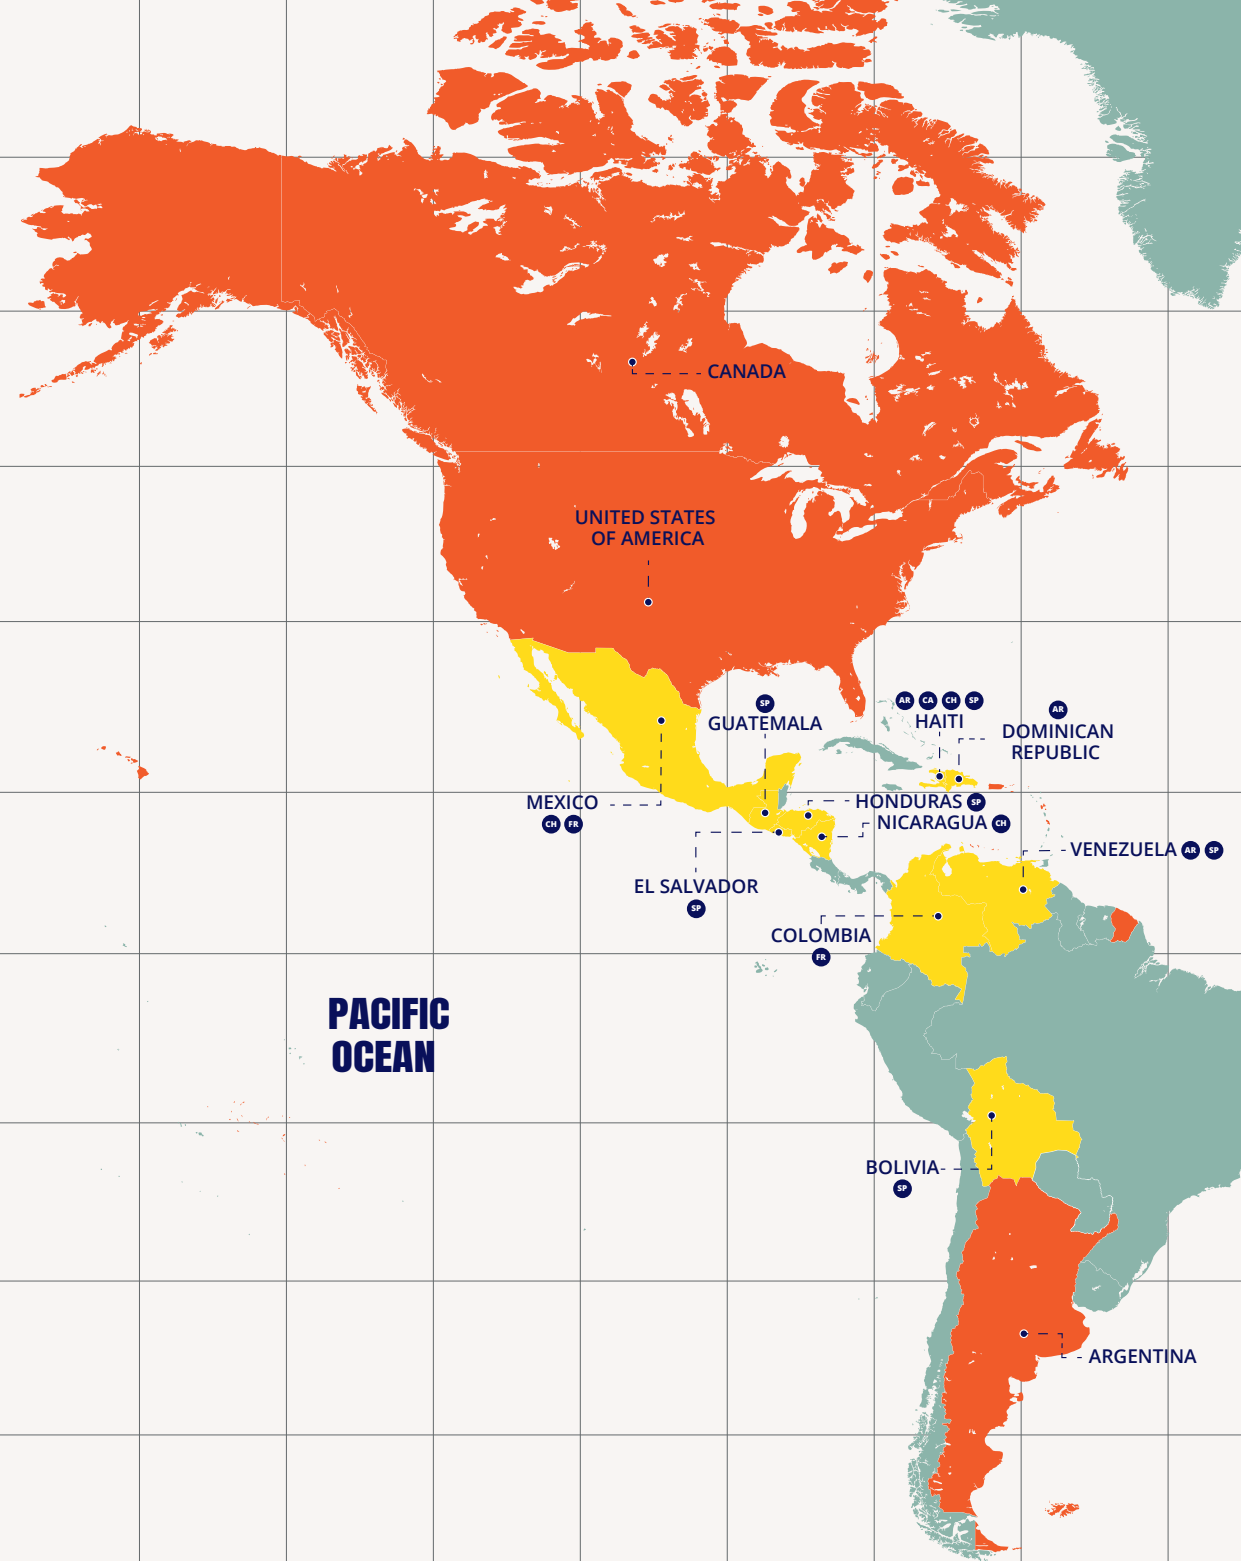 CANADA
UNITED STATES
OF AMERICA
SP
GUATEMALA
AR CA CH SP
HAITI
AR
DOMINICAN
REPUBLIC
MEXICO
CH FR
HONDURAS SP
NICARAGUA CH
VENEZUELA AR SP
EL SALVADOR
SP
COLOMBIA
FR
PACIFIC
OCEAN
BOLIVIA
SP
ARGENTINA